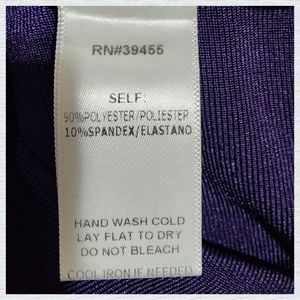 RN#39455
SELF:
90%POLYESTER/POLIESTEP
10%SPANDEX/ELASTANO
HAND WASH COLD
LAY FLAT TO DRY
DO NOT BLEACH
COOL IRON IF NEEDED